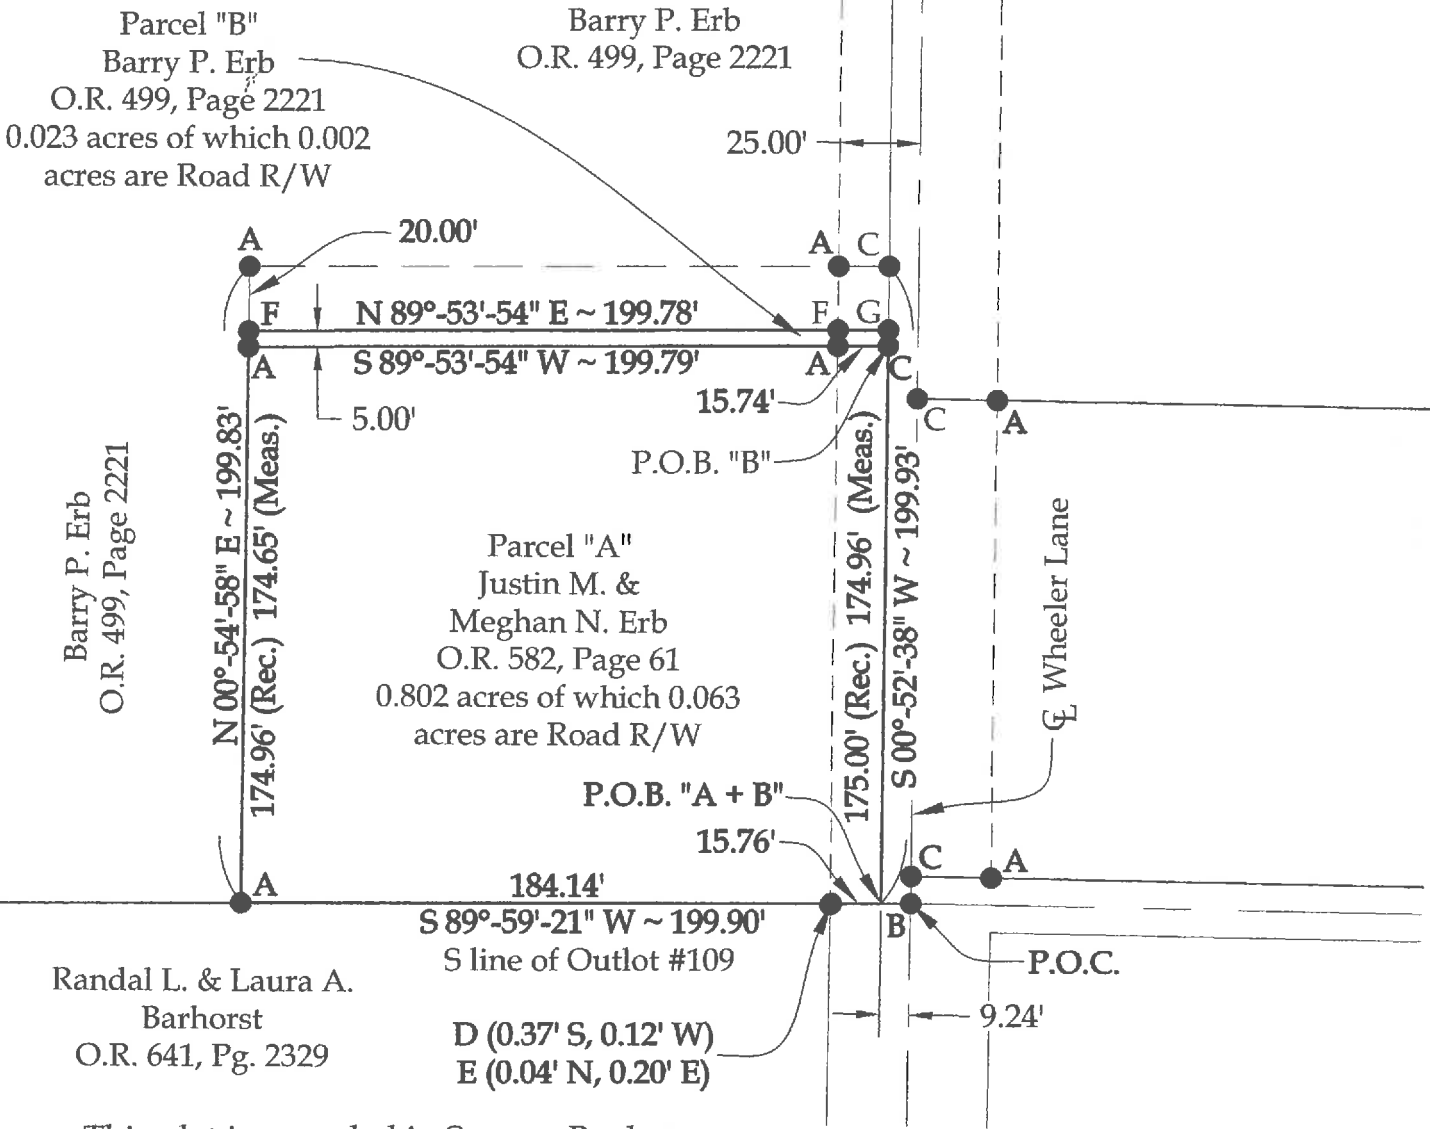 Parcel "B"
Barry P. Erb
O.R. 499, Page 2221
0.023 acres of which 0.002
acres are Road R/W
Barry P. Erb
O.R. 499, Page 2221
25.00'
20.00'
A
A
C
F
N 89°-53'-54" E ~ 199.78'
F
G
A
S 89°-53'-54" W ~ 199.79'
A
C
5.00'
15.74'
P.O.B. "B"
C
A
Barry P. Erb
O.R. 499, Page 2221
N 00°-54'-58" E ~ 199.83'
174.96' (Rec.) 174.65' (Meas.)
Parcel "A"
Justin M. &
Meghan N. Erb
O.R. 582, Page 61
0.802 acres of which 0.063
acres are Road R/W
175.00' (Rec.) 174.96' (Meas.)
S 00°-52'-38" W ~ 199.93'
℄ Wheeler Lane
P.O.B. "A + B"
15.76'
C
A
A
184.14'
S 89°-59'-21" W ~ 199.90'
B
S line of Outlot #109
P.O.C.
Randal L. & Laura A.
Barhorst
O.R. 641, Pg. 2329
9.24'
D (0.37' S, 0.12' W)
E (0.04' N, 0.20' E)